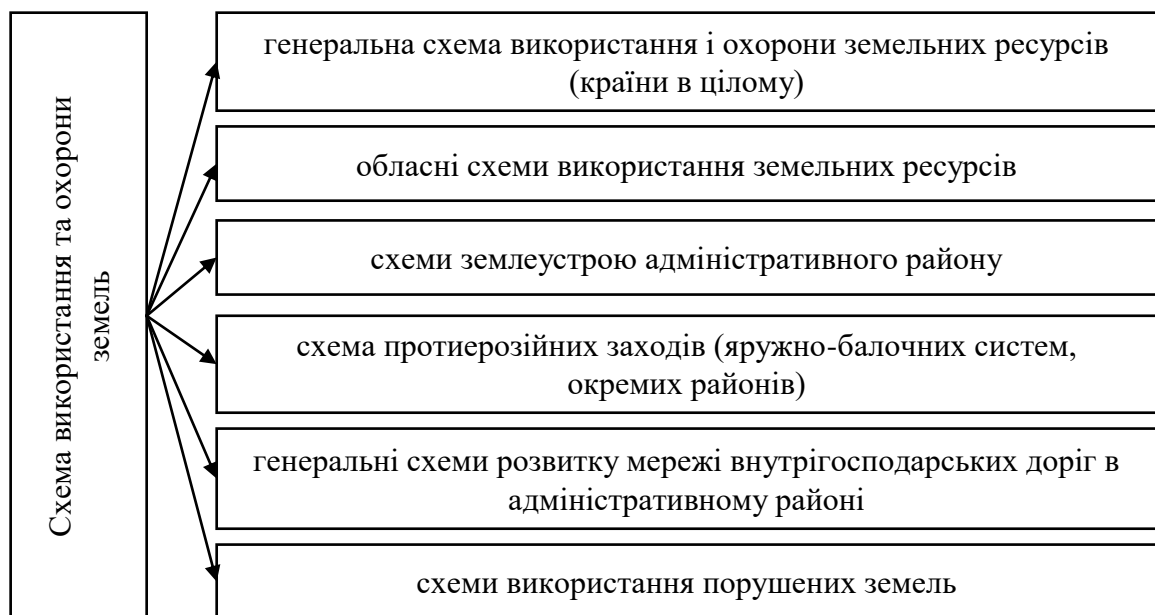 Схема використання та охорони
земель
генеральна схема використання і охорони земельних ресурсів
(країни в цілому)
обласні схеми використання земельних ресурсів
схеми землеустрою адміністративного району
схема протиерозійних заходів (яружно-балочних систем,
окремих районів)
генеральні схеми розвитку мережі внутрігосподарських доріг в
адміністративному районі
схеми використання порушених земель